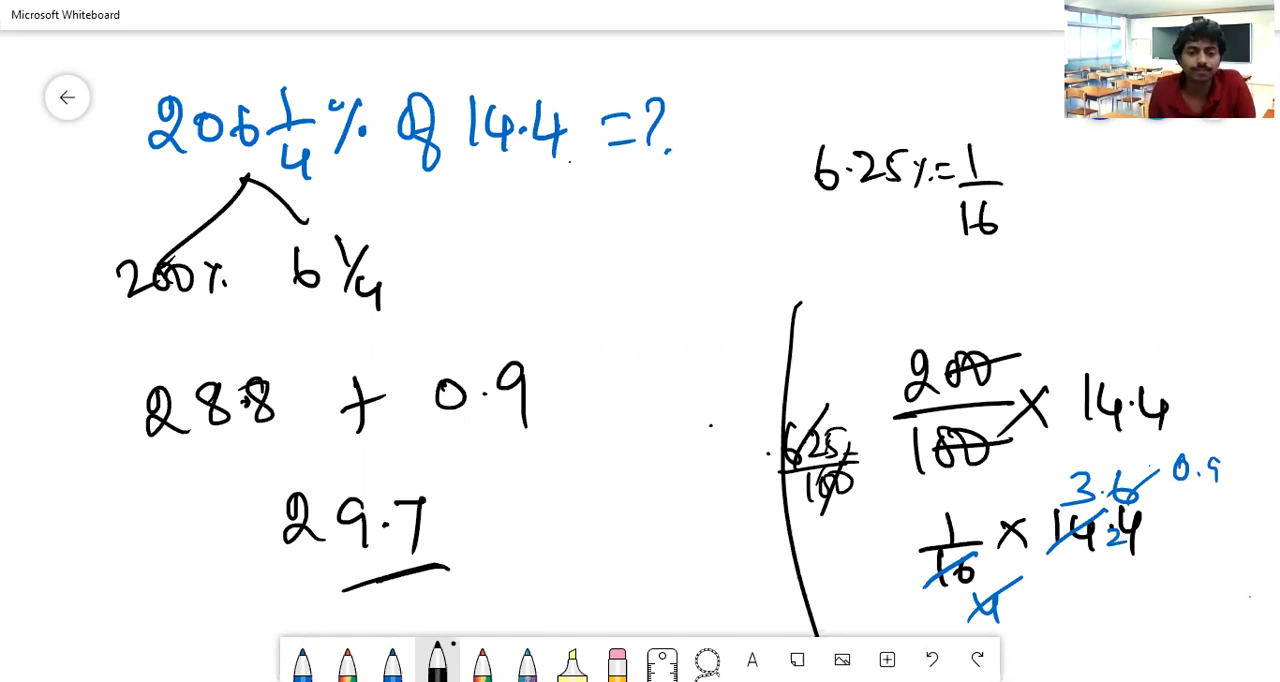 Microsoft Whiteboard
206 1/4 % of 14.4 = ?
6.25% = 1/16
200% 6 1/4
28.8 + 0.9
29.7
200/100 × 14.4
6.25/100
3.6 0.9
1/16 × 14.4
4
2
A